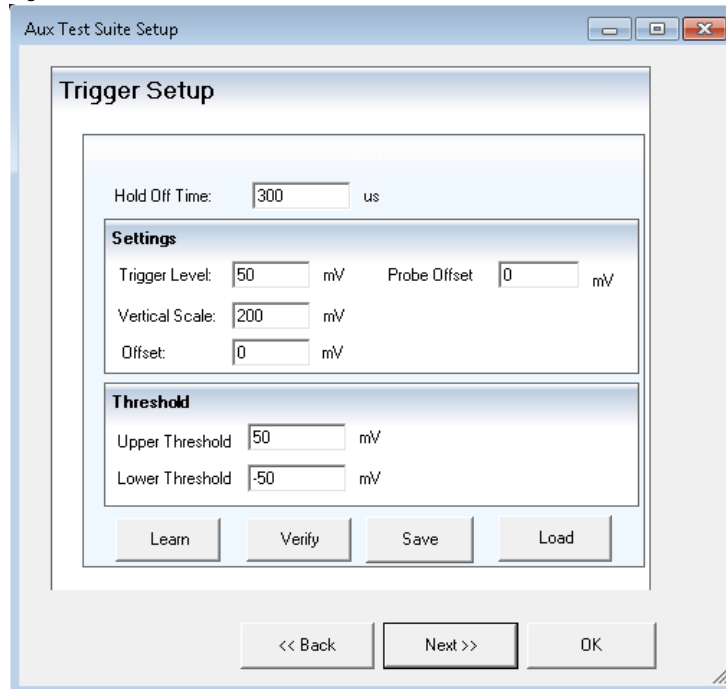 Aux Test Suite Setup
Trigger Setup
Hold Off Time: 300 us
Settings
Trigger Level: 50 mV Probe Offset 0 mV
Vertical Scale: 200 mV
Offset: 0 mV
Threshold
Upper Threshold 50 mV
Lower Threshold -50 mV
Learn Verify Save Load
<< Back Next >> OK